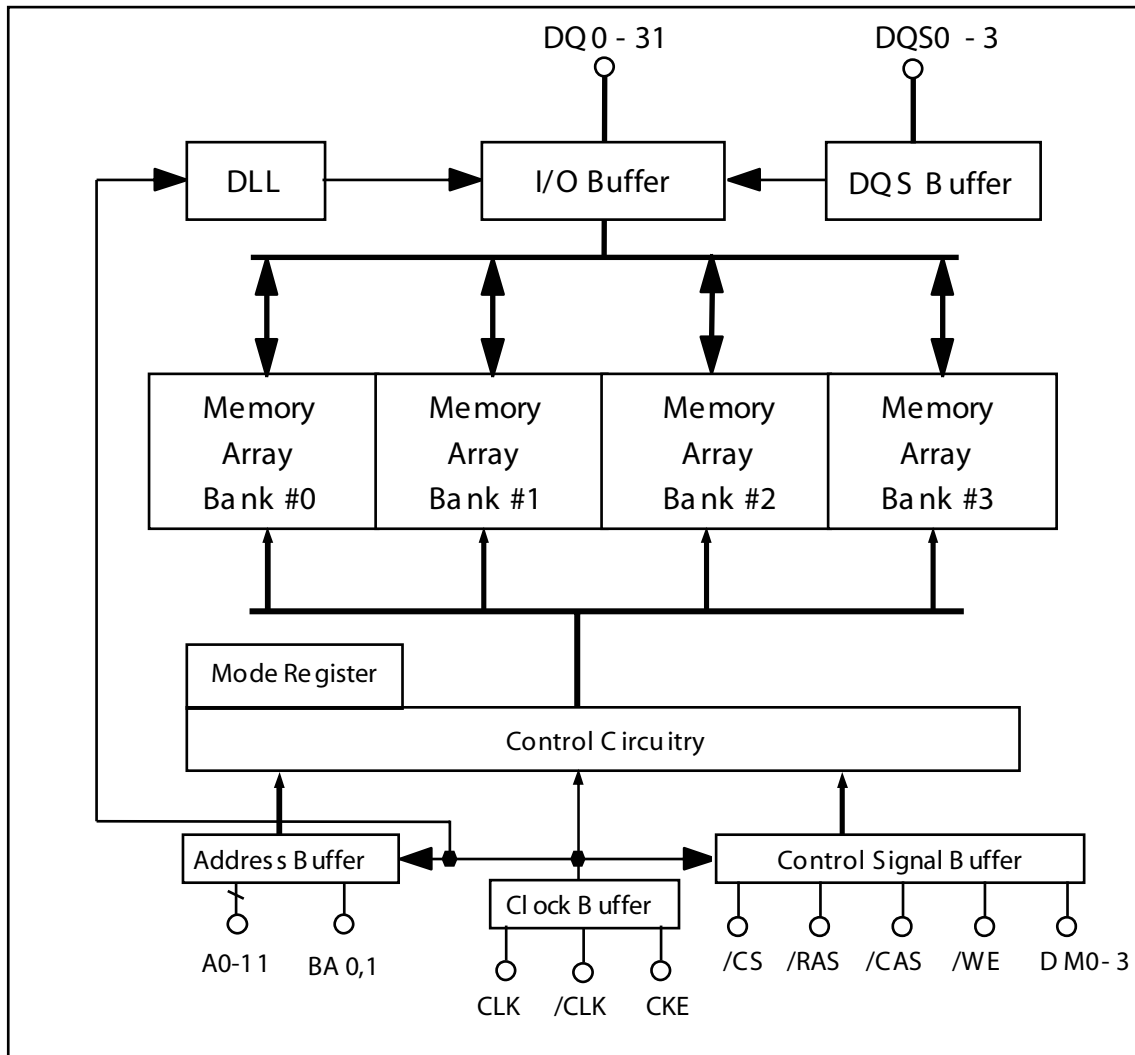 DQ0 - 31
DQS0 - 3
DLL
I/O Buffer
DQS Buffer
Memory
Array
Bank #0
Memory
Array
Bank #1
Memory
Array
Bank #2
Memory
Array
Bank #3
Mode Register
Control Circuitry
Address Buffer
Control Signal Buffer
Clock Buffer
A0-11
BA 0,1
/CS
/RAS
/CAS
/WE
DM0-3
CLK
/CLK
CKE